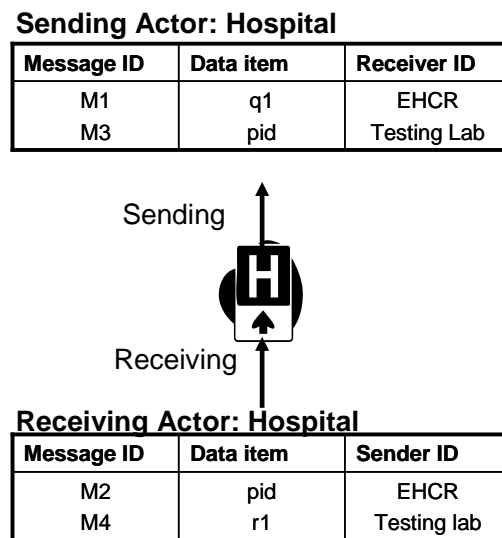 Sending Actor: Hospital
Message ID Data item Receiver ID
M1 q1 EHCR
M3 pid Testing Lab
Sending
H
Receiving
Receiving Actor: Hospital
Message ID Data item Sender ID
M2 pid EHCR
M4 r1 Testing lab